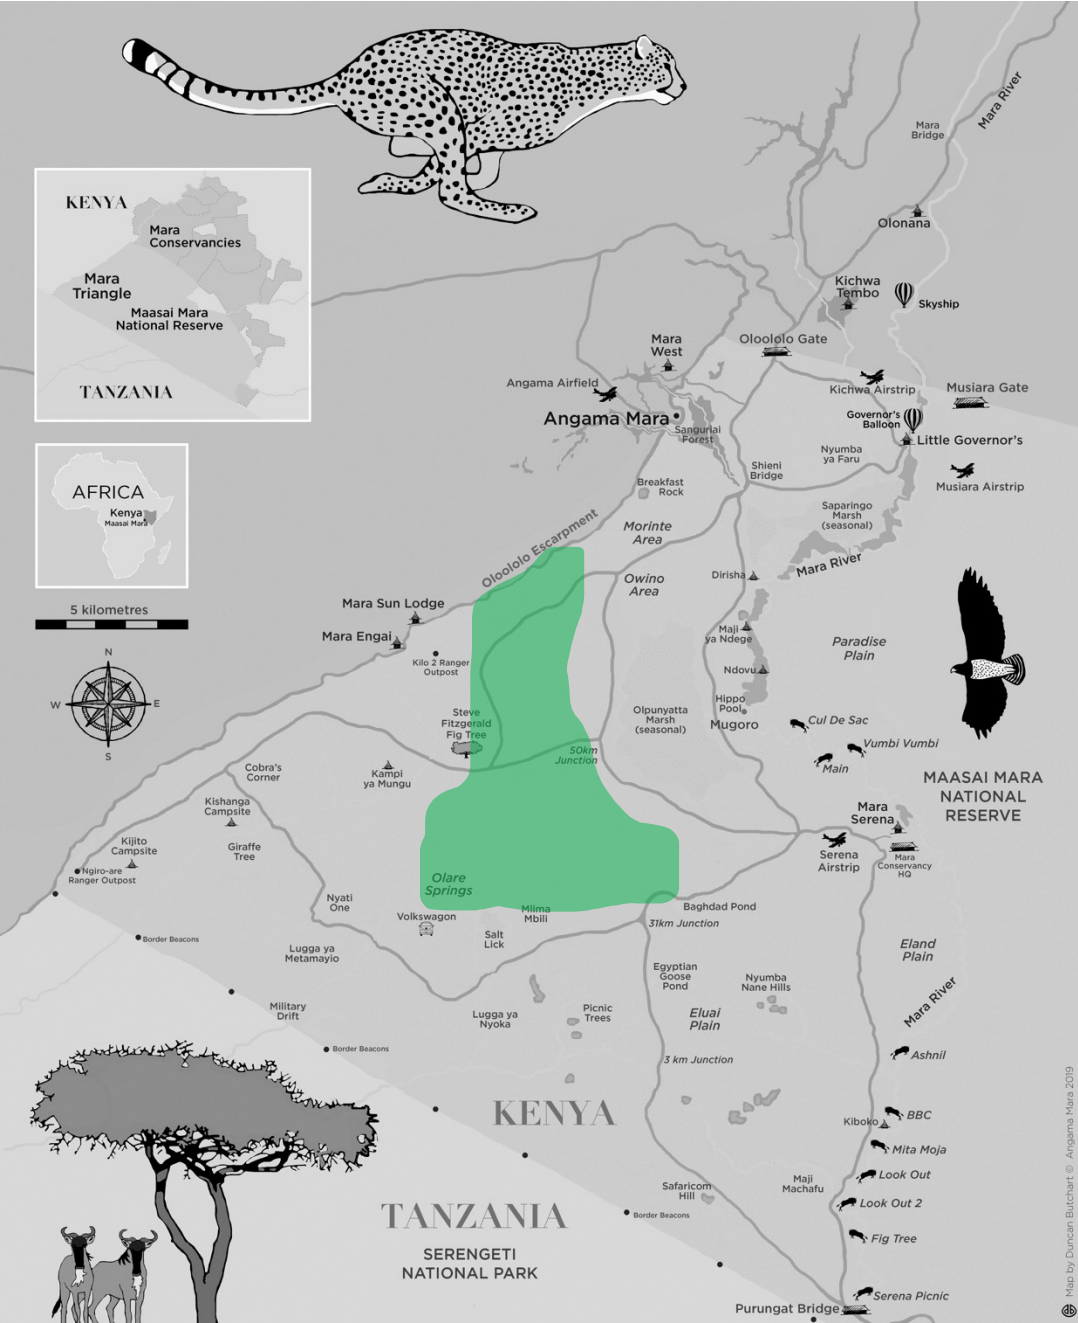 Mara River
Mara
Bridge
Olonana
KENYA
Mara
Conservancies
Mara
Triangle
Maasai Mara
National Reserve
TANZANIA
Kichwa
Tembo
Skyship
Mara
West
Oloololo Gate
Angama Airfield
Kichwa Airstrip
Musiara Gate
Angama Mara
Sangurlai
Forest
Governor's
Balloon
Little Governor's
Nyumba
ya Faru
Shieni
Bridge
Musiara Airstrip
AFRICA
Kenya
Maasai Mara
Breakfast
Rock
Saparingo
Marsh
(seasonal)
Morinte
Area
Oloololo Escarpment
Mara River
Dirisha
Owino
Area
5 kilometres
Mara Sun Lodge
Mara Engai
Maji
ya Ndege
Paradise
Plain
N
W
E
S
Kilo 2 Ranger
Outpost
Ndovu
Hippo
Pool
Mugoro
Olpunyatta
Marsh
(seasonal)
Steve
Fitzgerald
Fig Tree
Cul De Sac
Vumbi Vumbi
Main
50km
Junction
Cobra's
Corner
Kampi
ya Mungu
MAASAI MARA
NATIONAL
RESERVE
Kishanga
Campsite
Mara
Serena
Kijito
Campsite
Giraffe
Tree
Serena
Airstrip
Mara
Conservancy
HQ
Ngiro-are
Ranger Outpost
Olare
Springs
Nyati
One
Volkswagon
Mlima
Mbili
Baghdad Pond
31km Junction
Salt
Lick
Border Beacons
Lugga ya
Metamayio
Eland
Plain
Egyptian
Goose
Pond
Nyumba
Nane Hills
Mara River
Military
Drift
Lugga ya
Nyoka
Picnic
Trees
Eluai
Plain
Border Beacons
3 km Junction
Ashnil
KENYA
BBC
Kiboko
Mita Moja
Look Out
Maji
Machafu
Safaricom
Hill
Look Out 2
TANZANIA
Border Beacons
SERENGETI
NATIONAL PARK
Fig Tree
Serena Picnic
Purungat Bridge
Map by Duncan Butchart © Angama Mara 2019
db